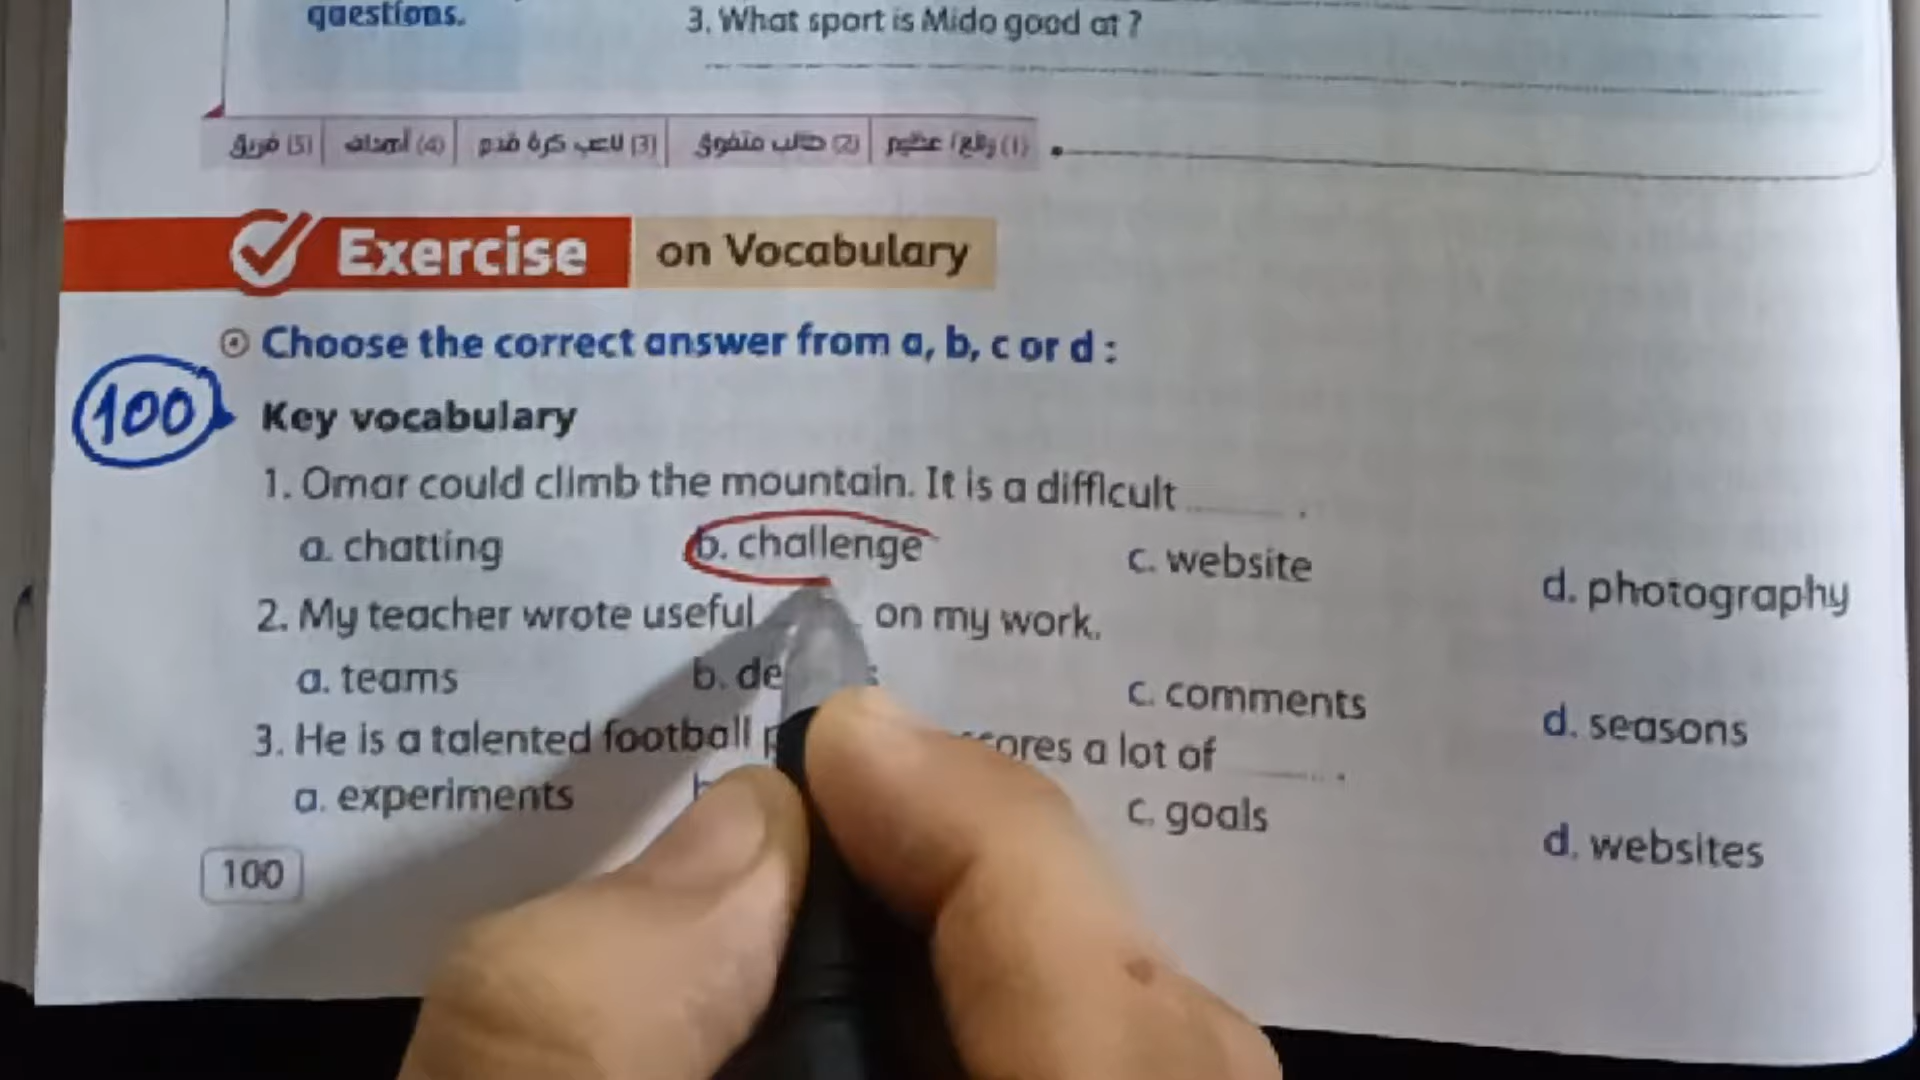 questions.
3. What sport is Mido good at ?
(1) رائع / عظيم (2) طالب متفوق (3) لاعب كرة قدم (4) أهداف (5) فريق
Exercise on Vocabulary
Choose the correct answer from a, b, c or d :
100
Key vocabulary
1. Omar could climb the mountain. It is a difficult ........ .
a. chatting b. challenge c. website d. photography
2. My teacher wrote useful on my work.
a. teams b. c. comments d. seasons
3. He is a talented football a lot of ........ .
a. experiments c. goals d. websites
100